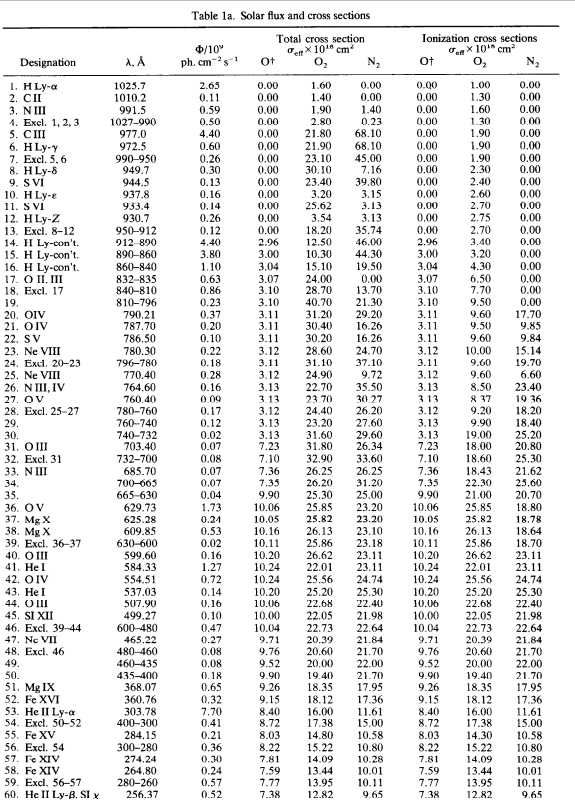 Table 1a. Solar flux and cross sections
Total cross section Ionization cross sections
Φ/10⁹ σeff × 10¹⁸ cm² σeff × 10¹⁸ cm²
Designation λ, Å ph. cm⁻² s⁻¹ O† O₂ N₂ O† O₂ N₂
1. H Ly-α 1025.7 2.65 0.00 1.60 0.00 0.00 1.00 0.00
2. C II 1010.2 0.11 0.00 1.40 0.00 0.00 1.30 0.00
3. N III 991.5 0.59 0.00 1.90 1.40 0.00 1.60 0.00
4. Excl. 1, 2, 3 1027–990 0.50 0.00 2.80 0.23 0.00 1.30 0.00
5. C III 977.0 4.40 0.00 21.80 68.10 0.00 1.90 0.00
6. H Ly-γ 972.5 0.60 0.00 21.90 68.10 0.00 1.90 0.00
7. Excl. 5, 6 990–950 0.26 0.00 23.10 45.00 0.00 1.90 0.00
8. H Ly-δ 949.7 0.30 0.00 30.10 7.16 0.00 2.30 0.00
9. S VI 944.5 0.13 0.00 23.40 39.80 0.00 2.40 0.00
10. H Ly-ε 937.8 0.16 0.00 3.20 3.15 0.00 2.60 0.00
11. S VI 933.4 0.14 0.00 25.62 3.13 0.00 2.70 0.00
12. H Ly-Z 930.7 0.26 0.00 3.54 3.13 0.00 2.75 0.00
13. Excl. 8–12 950–912 0.12 0.00 18.20 35.74 0.00 2.70 0.00
14. H Ly-con't. 912–890 4.40 2.96 12.50 46.00 2.96 3.40 0.00
15. H Ly-con't. 890–860 3.80 3.00 10.30 44.30 3.00 3.20 0.00
16. H Ly-con't. 860–840 1.10 3.04 15.10 19.50 3.04 4.30 0.00
17. O II, III 832–835 0.63 3.07 24.00 0.00 3.07 6.50 0.00
18. Excl. 17 840–810 0.86 3.10 28.70 13.70 3.10 7.70 0.00
19. 810–796 0.23 3.10 40.70 21.30 3.10 9.50 0.00
20. OIV 790.21 0.37 3.11 31.20 29.20 3.11 9.60 17.70
21. O IV 787.70 0.20 3.11 30.40 16.26 3.11 9.50 9.85
22. S V 786.50 0.10 3.11 30.20 16.26 3.11 9.60 9.84
23. Ne VIII 780.30 0.22 3.12 28.60 24.70 3.12 10.00 15.14
24. Excl. 20–23 796–780 0.18 3.11 31.10 37.10 3.11 9.60 19.70
25. Ne VIII 770.40 0.28 3.12 24.90 9.72 3.12 9.60 6.60
26. N III, IV 764.60 0.16 3.13 22.70 35.50 3.13 8.50 23.40
27. O V 760.40 0.09 3.13 23.70 30.27 3.13 8.37 19.36
28. Excl. 25–27 780–760 0.17 3.12 24.40 26.20 3.12 9.20 18.20
29. 760–740 0.12 3.13 23.20 27.60 3.13 9.90 18.40
30. 740–732 0.02 3.13 31.60 29.60 3.13 19.00 25.20
31. O III 703.40 0.07 7.23 31.80 26.34 7.23 18.00 20.80
32. Excl. 31 732–700 0.08 7.10 32.90 33.60 7.10 18.60 25.30
33. N III 685.70 0.07 7.36 26.25 26.25 7.36 18.43 21.62
34. 700–665 0.07 7.35 26.20 31.20 7.35 22.30 25.60
35. 665–630 0.04 9.90 25.30 25.00 9.90 21.00 20.70
36. O V 629.73 1.73 10.06 25.85 23.20 10.06 25.85 18.80
37. Mg X 625.28 0.24 10.05 25.82 23.20 10.05 25.82 18.78
38. Mg X 609.85 0.53 10.16 26.13 23.10 10.16 26.13 18.64
39. Excl. 36–37 630–600 0.02 10.11 25.86 23.18 10.11 25.86 18.70
40. O III 599.60 0.16 10.20 26.62 23.11 10.20 26.62 23.11
41. He I 584.33 1.27 10.24 22.01 23.11 10.24 22.01 23.11
42. O IV 554.51 0.72 10.24 25.56 24.74 10.24 25.56 24.74
43. He I 537.03 0.14 10.20 25.20 25.30 10.20 25.20 25.30
44. O III 507.90 0.16 10.06 22.68 22.40 10.06 22.68 22.40
45. SI XII 499.27 0.10 10.00 22.05 21.98 10.00 22.05 21.98
46. Excl. 39–44 600–480 0.47 10.04 22.73 22.64 10.04 22.73 22.64
47. Ne VII 465.22 0.27 9.71 20.39 21.84 9.71 20.39 21.84
48. Excl. 46 480–460 0.08 9.76 20.60 21.70 9.76 20.60 21.70
49. 460–435 0.08 9.52 20.00 22.00 9.52 20.00 22.00
50. 435–400 0.18 9.90 19.40 21.70 9.90 19.40 21.70
51. Mg IX 368.07 0.65 9.26 18.35 17.95 9.26 18.35 17.95
52. Fe XVI 360.76 0.32 9.15 18.12 17.36 9.15 18.12 17.36
53. He II Ly-α 303.78 7.70 8.40 16.00 11.61 8.40 16.00 11.61
54. Excl. 50–52 400–300 0.41 8.72 17.38 15.00 8.72 17.38 15.00
55. Fe XV 284.15 0.21 8.03 14.80 10.58 8.03 14.30 10.58
56. Excl. 54 300–280 0.36 8.22 15.22 10.80 8.22 15.22 10.80
57. Fe XIV 274.24 0.30 7.81 14.09 10.28 7.81 14.09 10.28
58. Fe XIV 264.80 0.24 7.59 13.44 10.01 7.59 13.44 10.01
59. Excl. 56–57 280–260 0.57 7.77 13.95 10.11 7.77 13.95 10.11
60. He II Ly-β, SI χ 256.37 0.52 7.38 12.82 9.65 7.38 12.82 9.65